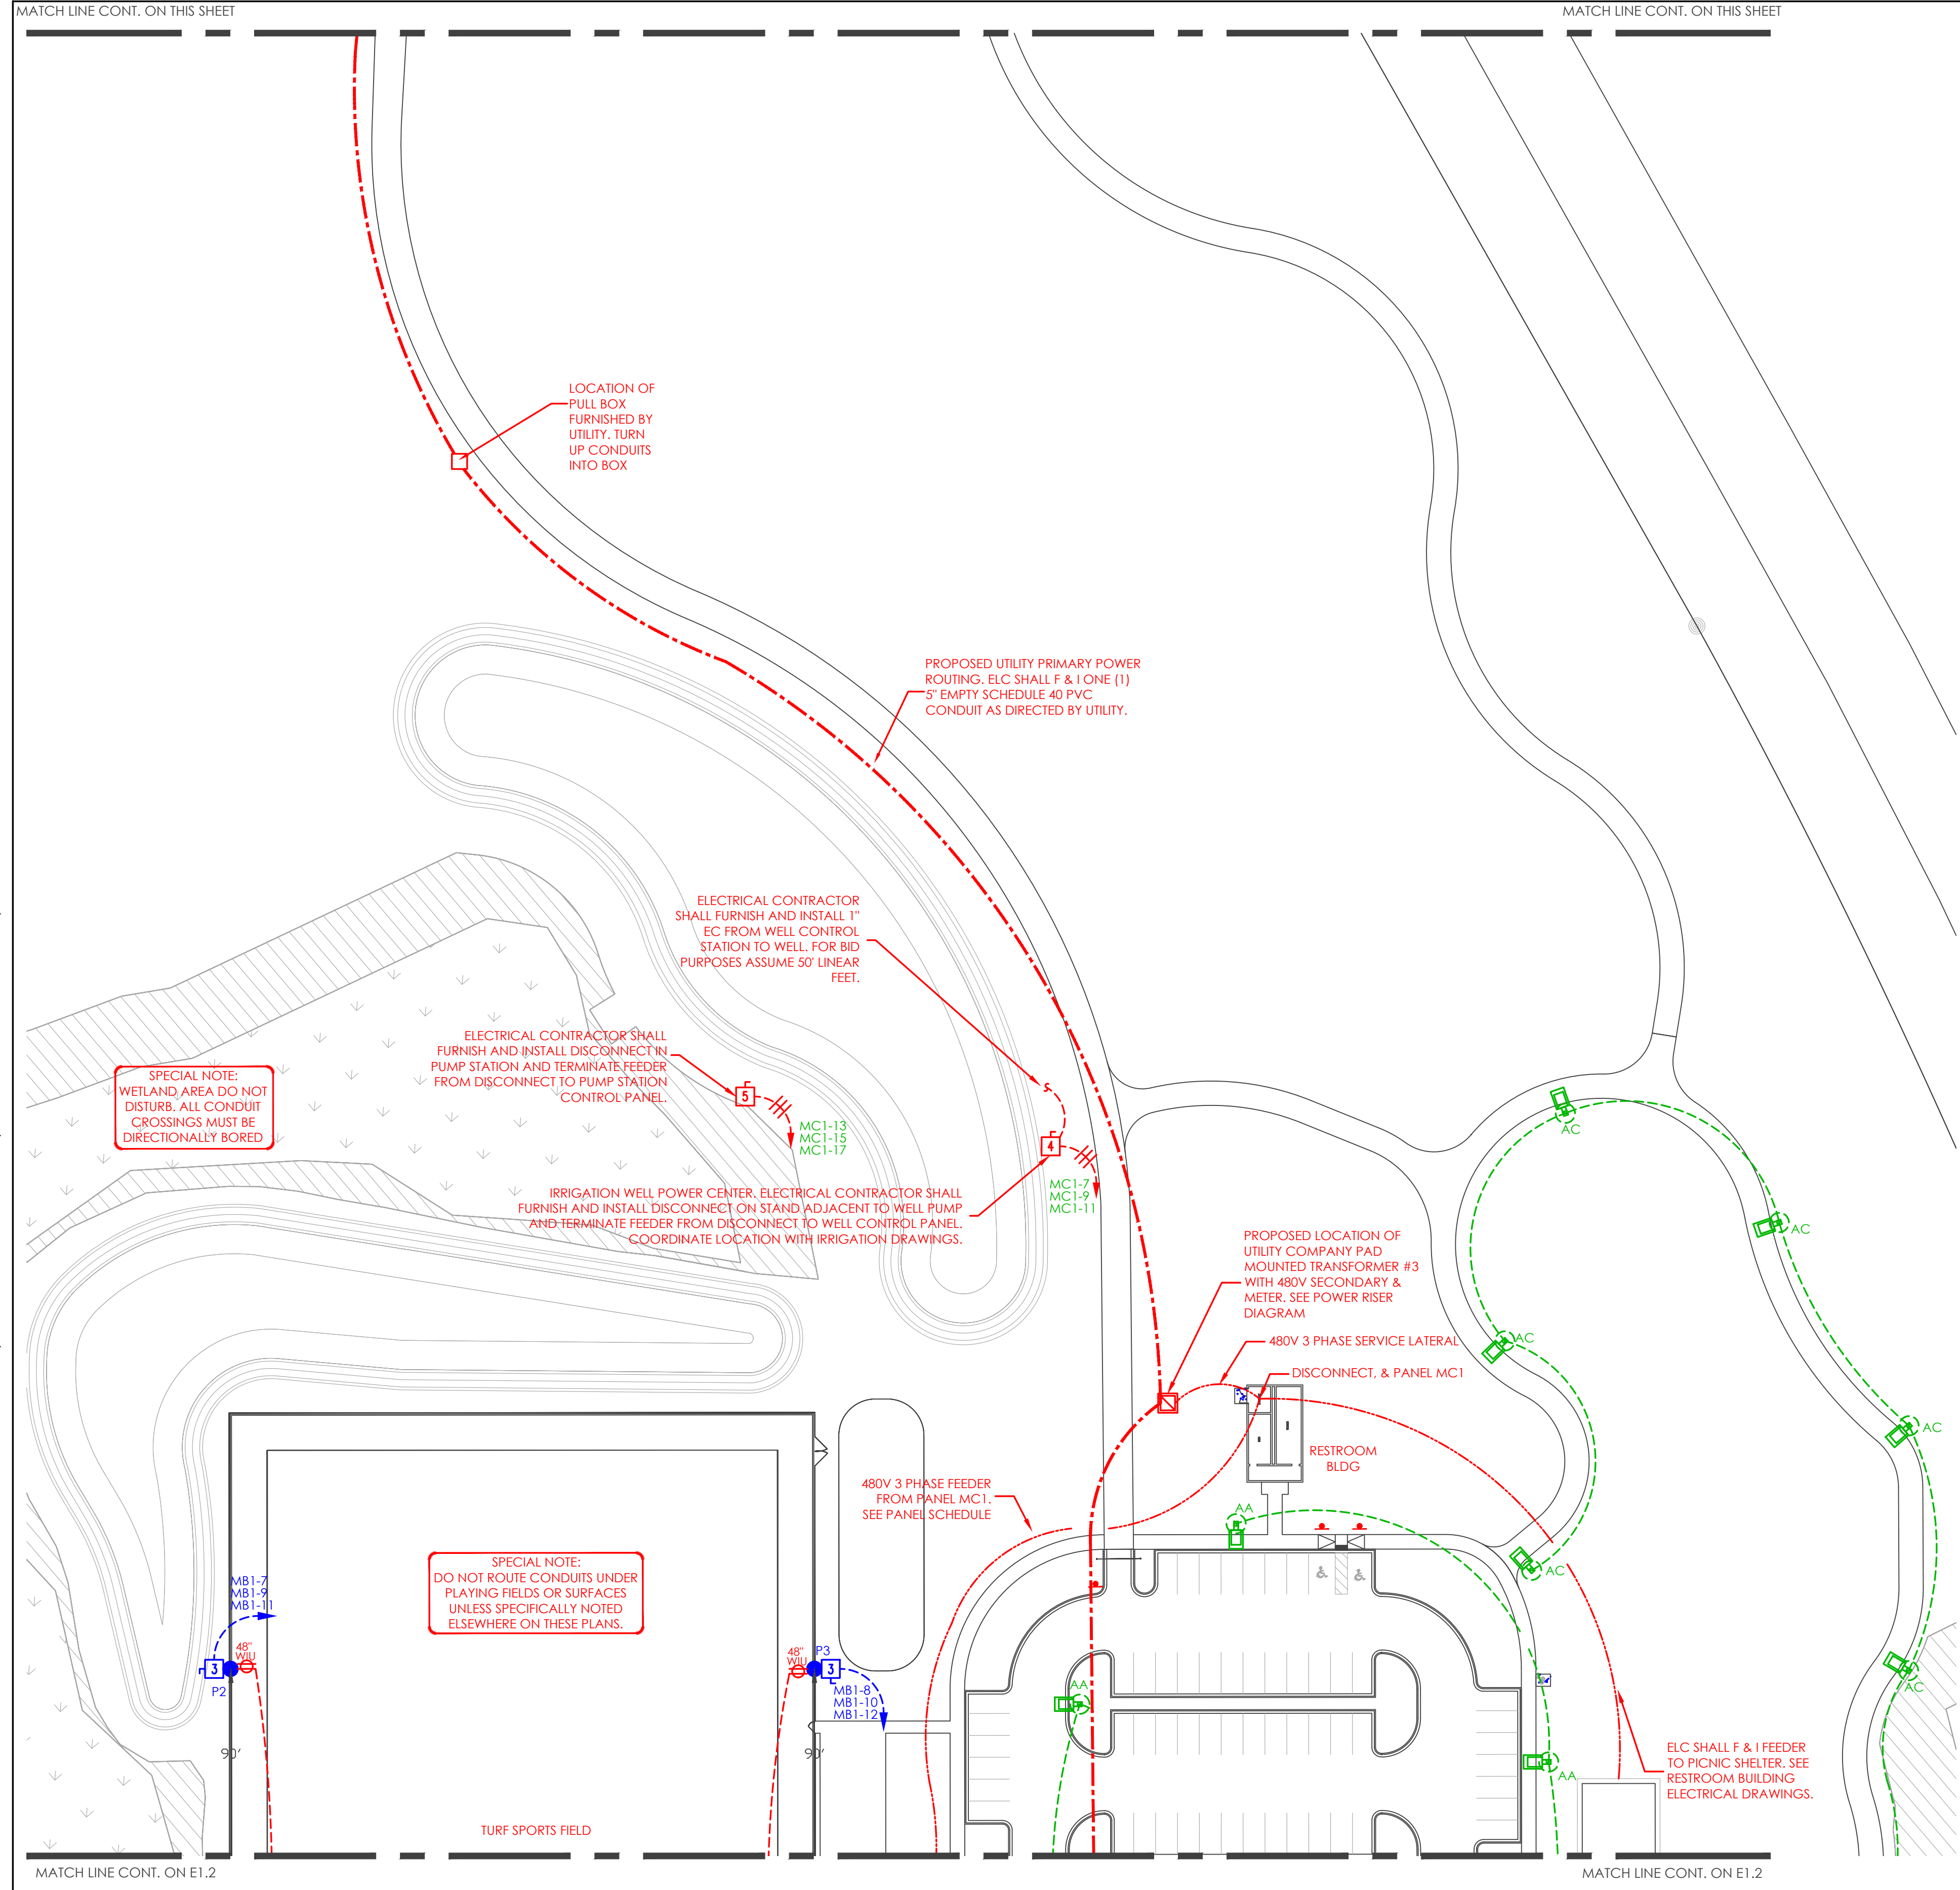 MATCH LINE CONT. ON THIS SHEET
MATCH LINE CONT. ON THIS SHEET
LOCATION OF
PULL BOX
FURNISHED BY
UTILITY. TURN
UP CONDUITS
INTO BOX
PROPOSED UTILITY PRIMARY POWER
ROUTING. ELC SHALL F & I ONE (1)
5" EMPTY SCHEDULE 40 PVC
CONDUIT AS DIRECTED BY UTILITY.
ELECTRICAL CONTRACTOR
SHALL FURNISH AND INSTALL 1"
EC FROM WELL CONTROL
STATION TO WELL. FOR BID
PURPOSES ASSUME 50' LINEAR
FEET.
ELECTRICAL CONTRACTOR SHALL
FURNISH AND INSTALL DISCONNECT IN
PUMP STATION AND TERMINATE FEEDER
FROM DISCONNECT TO PUMP STATION
CONTROL PANEL.
SPECIAL NOTE:
WETLAND AREA DO NOT
DISTURB. ALL CONDUIT
CROSSINGS MUST BE
DIRECTIONALLY BORED
5
MC1-13
MC1-15
MC1-17
4
MC1-7
MC1-9
MC1-11
AC
IRRIGATION WELL POWER CENTER. ELECTRICAL CONTRACTOR SHALL
FURNISH AND INSTALL DISCONNECT ON STAND ADJACENT TO WELL PUMP
AND TERMINATE FEEDER FROM DISCONNECT TO WELL CONTROL PANEL.
COORDINATE LOCATION WITH IRRIGATION DRAWINGS.
AC
PROPOSED LOCATION OF
UTILITY COMPANY PAD
MOUNTED TRANSFORMER #3
WITH 480V SECONDARY &
METER. SEE POWER RISER
DIAGRAM
480V 3 PHASE SERVICE LATERAL
AC
DISCONNECT, & PANEL MC1
AC
RESTROOM
BLDG
480V 3 PHASE FEEDER
FROM PANEL MC1.
SEE PANEL SCHEDULE
AA
AC
SPECIAL NOTE:
DO NOT ROUTE CONDUITS UNDER
PLAYING FIELDS OR SURFACES
UNLESS SPECIFICALLY NOTED
ELSEWHERE ON THESE PLANS.
MB1-7
MB1-9
MB1-11
48"
WIU
3
P2
48"
WIU
P3
3
MB1-8
MB1-10
MB1-12
AA
AC
90'
90'
AA
ELC SHALL F & I FEEDER
TO PICNIC SHELTER. SEE
RESTROOM BUILDING
ELECTRICAL DRAWINGS.
TURF SPORTS FIELD
MATCH LINE CONT. ON E1.2
MATCH LINE CONT. ON E1.2